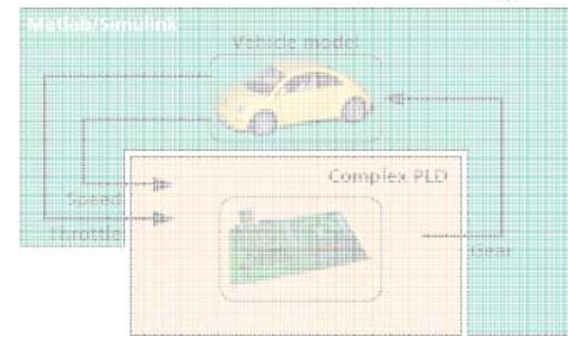 Matlab/Simulink
Vehicle model
Complex PLD
Speed
Throttle
Gear